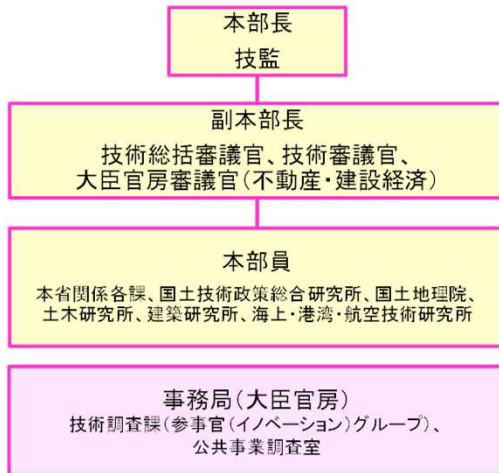 本部長
技監
副本部長
技術総括審議官、技術審議官、
大臣官房審議官(不動産・建設経済)
本部員
本省関係各課、国土技術政策総合研究所、国土地理院、
土木研究所、建築研究所、海上・港湾・航空技術研究所
事務局(大臣官房)
技術調査課(参事官(イノベーション)グループ)、
公共事業調査室